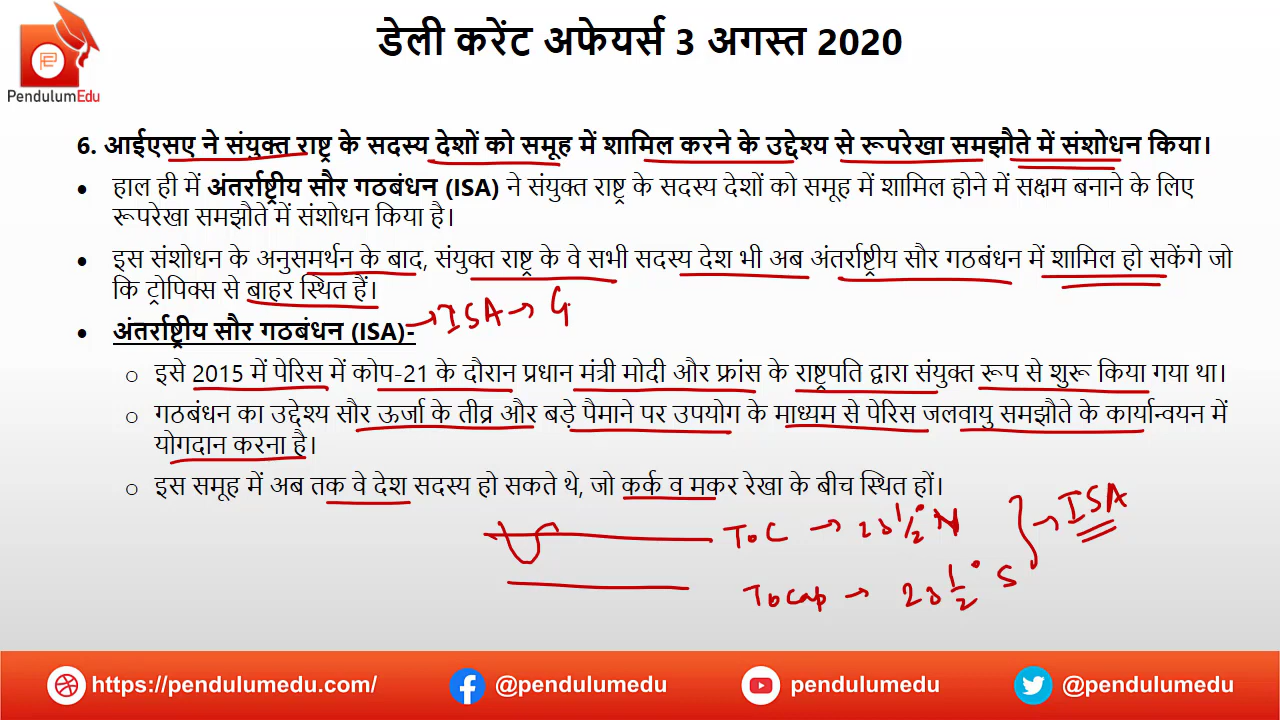 डेली करेंट अफेयर्स 3 अगस्त 2020
PendulumEdu
6. आईएसए ने संयुक्त राष्ट्र के सदस्य देशों को समूह में शामिल करने के उद्देश्य से रूपरेखा समझौते में संशोधन किया।
• हाल ही में अंतर्राष्ट्रीय सौर गठबंधन (ISA) ने संयुक्त राष्ट्र के सदस्य देशों को समूह में शामिल होने में सक्षम बनाने के लिए
रूपरेखा समझौते में संशोधन किया है।
• इस संशोधन के अनुसमर्थन के बाद, संयुक्त राष्ट्र के वे सभी सदस्य देश भी अब अंतर्राष्ट्रीय सौर गठबंधन में शामिल हो सकेंगे जो
कि ट्रोपिक्स से बाहर स्थित हैं।
• अंतर्राष्ट्रीय सौर गठबंधन (ISA)- → ISA → G
o इसे 2015 में पेरिस में कोप-21 के दौरान प्रधान मंत्री मोदी और फ्रांस के राष्ट्रपति द्वारा संयुक्त रूप से शुरू किया गया था।
o गठबंधन का उद्देश्य सौर ऊर्जा के तीव्र और बड़े पैमाने पर उपयोग के माध्यम से पेरिस जलवायु समझौते के कार्यान्वयन में
योगदान करना है।
o इस समूह में अब तक वे देश सदस्य हो सकते थे, जो कर्क व मकर रेखा के बीच स्थित हों।
ToC → 23 1/2° N
→ ISA
Tocap → 23 1/2° S
https://pendulumedu.com/ @pendulumedu pendulumedu @pendulumedu